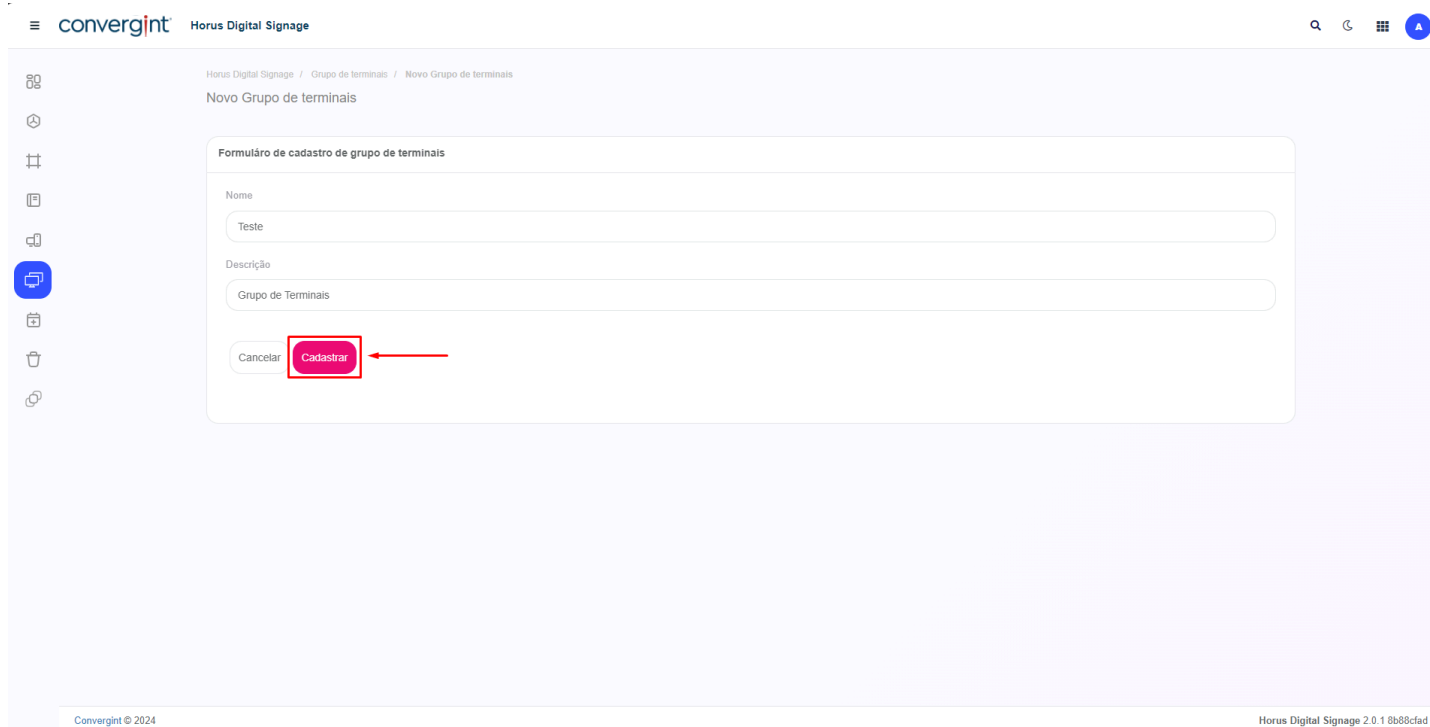 convergint Horus Digital Signage A
Horus Digital Signage / Grupo de terminais / Novo Grupo de terminais
Novo Grupo de terminais
Formuláro de cadastro de grupo de terminais
Nome
Teste
Descrição
Grupo de Terminais
Cancelar Cadastrar
Convergint © 2024 Horus Digital Signage 2.0.1 8b88cfad